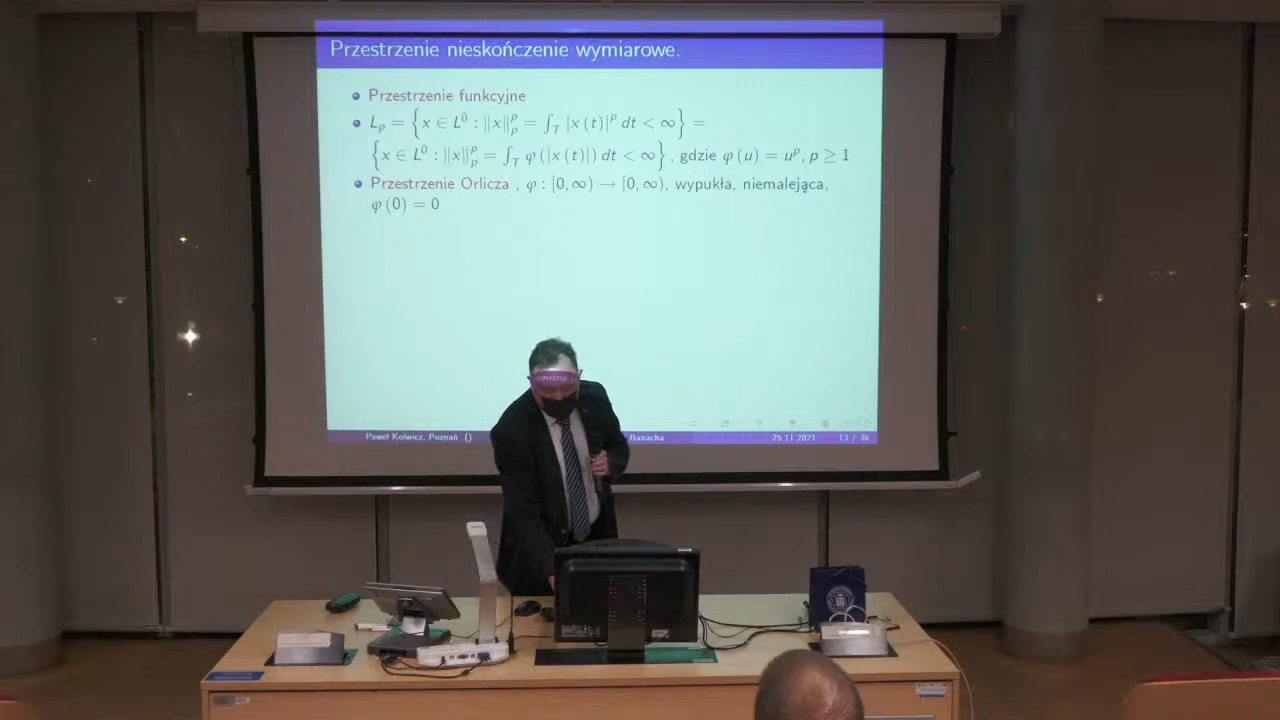 Przestrzenie nieskończenie wymiarowe.
Przestrzenie funkcyjne
L_p = {x ∈ L^0 : ‖x‖_p^p = ∫_T |x (t)|^p dt < ∞} =
{x ∈ L^0 : ‖x‖_p^p = ∫_T φ (|x (t)|) dt < ∞} , gdzie φ (u) = u^p, p ≥ 1
Przestrzenie Orlicza , φ : [0, ∞) → [0, ∞), wypukła, niemalejąca,
φ (0) = 0
Paweł Kolwicz, Poznań () Banacha 25.11.2021 13 / 36